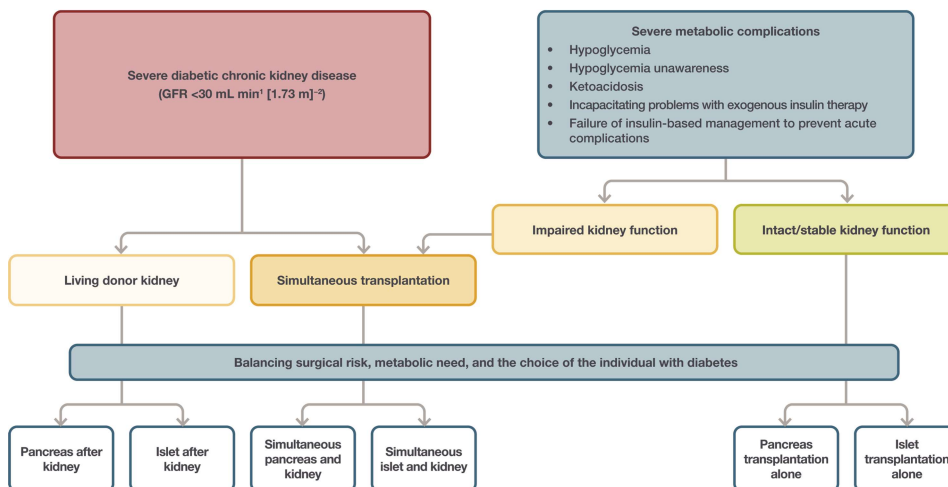 Severe diabetic chronic kidney disease
(GFR <30 mL min¹ [1.73 m]⁻²)
Severe metabolic complications
• Hypoglycemia
• Hypoglycemia unawareness
• Ketoacidosis
• Incapacitating problems with exogenous insulin therapy
• Failure of insulin-based management to prevent acute
complications
Impaired kidney function
Intact/stable kidney function
Living donor kidney
Simultaneous transplantation
Balancing surgical risk, metabolic need, and the choice of the individual with diabetes
Pancreas after
kidney
Islet after
kidney
Simultaneous
pancreas and
kidney
Simultaneous
islet and kidney
Pancreas
transplantation
alone
Islet
transplantation
alone